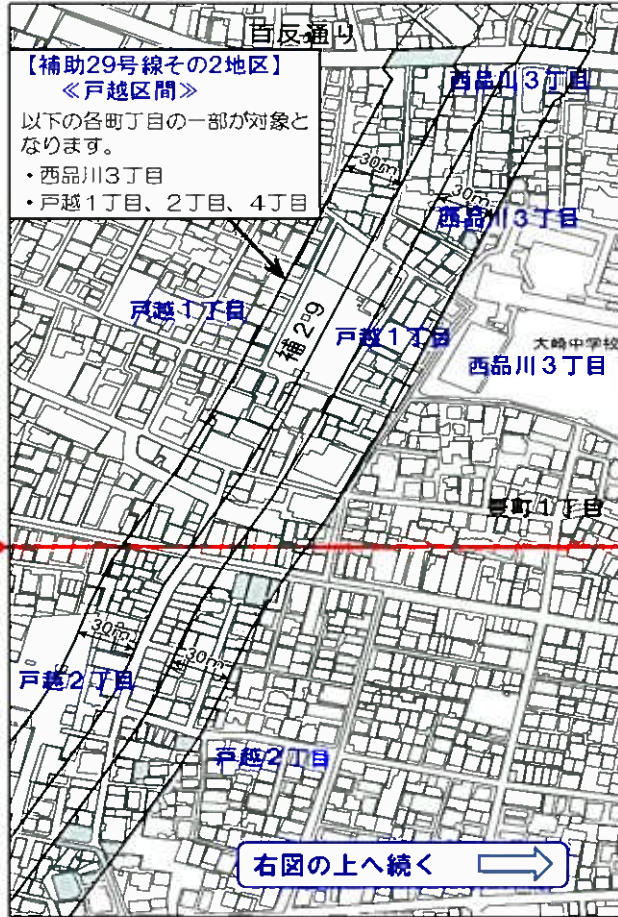 百反通り
【補助29号線その2地区】
≪戸越区間≫
以下の各町丁目の一部が対象と
なります。
・西品川3丁目
・戸越1丁目、2丁目、4丁目
西品川3丁目
30m
30m
西品川3丁目
戸越1丁目
補29
戸越1丁目
大崎中学校
西品川3丁目
豊町1丁目
30m
30m
戸越2丁目
戸越2丁目
右図の上へ続く